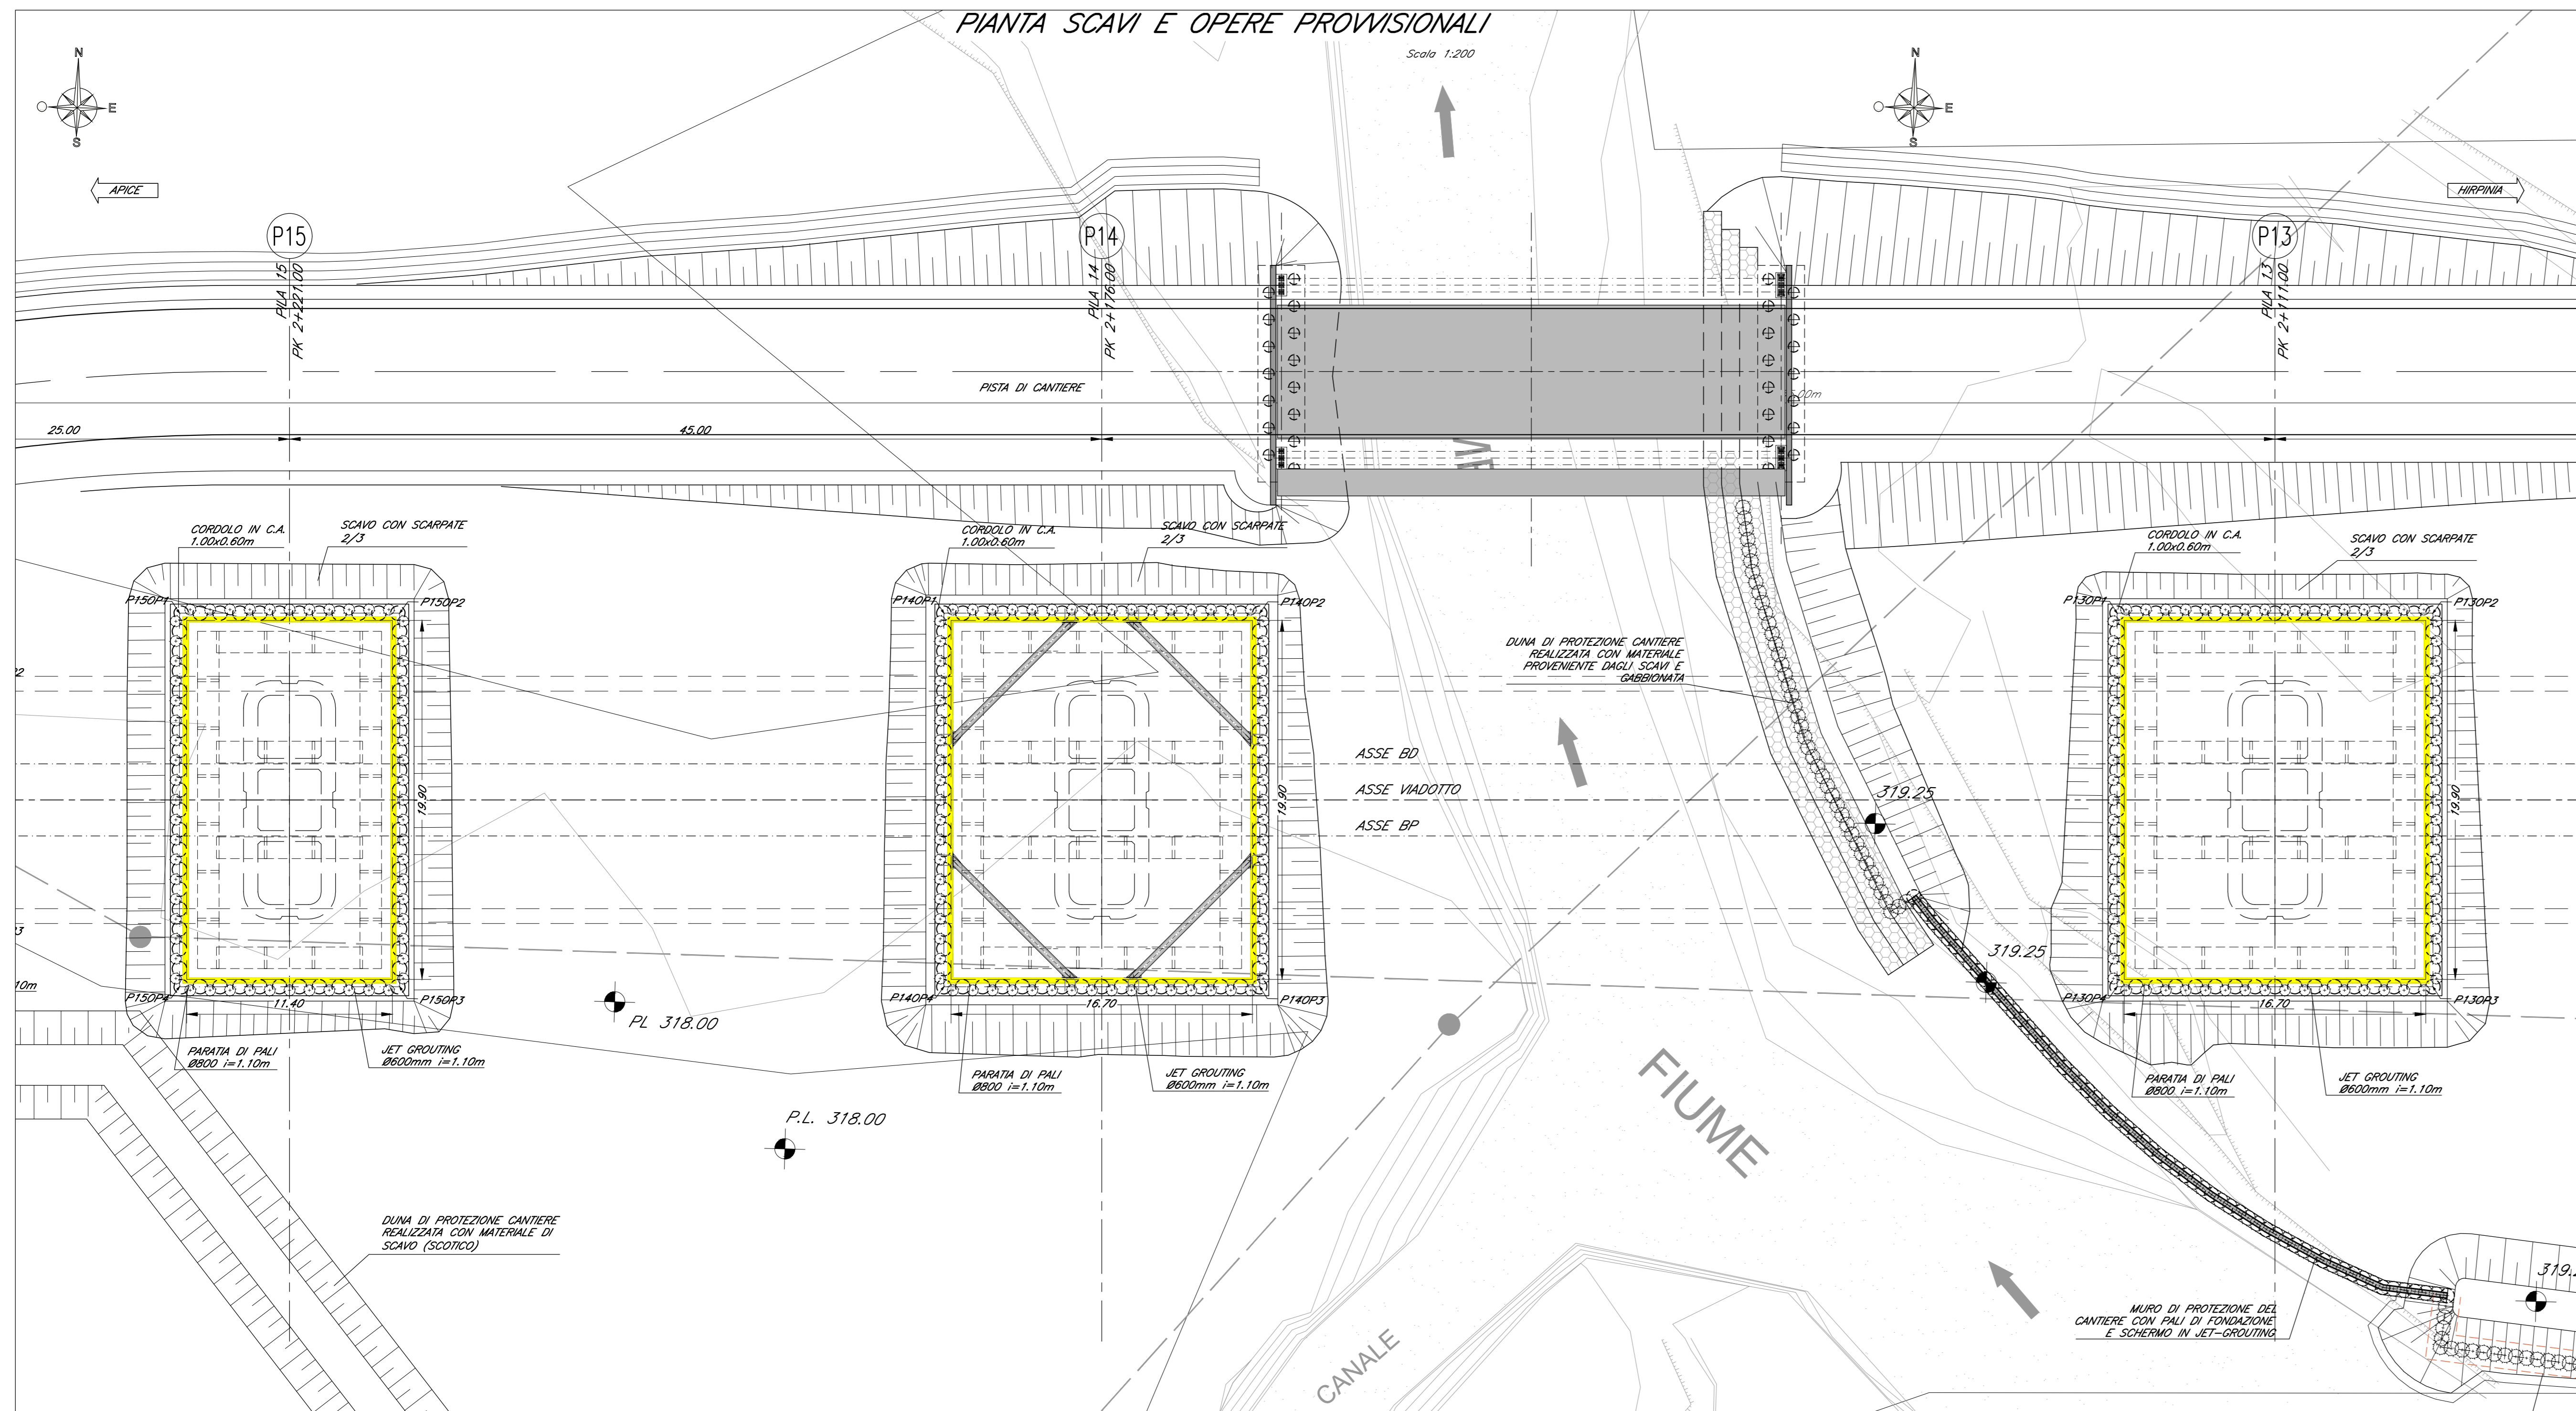 PIANTA SCAVI E OPERE PROVVISIONALI
Scala 1:200
N
E
S
O
N
E
S
O
APICE
HIRPINIA
P15
P14
P13
PILA 15
PK 2+221.00
PILA 14
PK 2+176.00
PILA 13
PK 2+111.00
PISTA DI CANTIERE
25.00
45.00
CORDOLO IN C.A.
1.00x0.60m
SCAVO CON SCARPATE
2/3
CORDOLO IN C.A.
1.00x0.60m
SCAVO CON SCARPATE
2/3
CORDOLO IN C.A.
1.00x0.60m
SCAVO CON SCARPATE
2/3
P15OP1
P15OP2
P14OP1
P14OP2
P13OP1
P13OP2
DUNA DI PROTEZIONE CANTIERE
REALIZZATA CON MATERIALE
PROVENIENTE DAGLI SCAVI E
GABBIONATA
ASSE BD
ASSE VIADOTTO
ASSE BP
19.90
19.90
19.90
319.25
319.25
P15OP4
P15OP3
P14OP4
P14OP3
P13OP4
P13OP3
11.40
16.70
16.70
PL 318.00
P.L. 318.00
PARATIA DI PALI
Ø800 i=1.10m
JET GROUTING
Ø600mm i=1.10m
PARATIA DI PALI
Ø800 i=1.10m
JET GROUTING
Ø600mm i=1.10m
PARATIA DI PALI
Ø800 i=1.10m
JET GROUTING
Ø600mm i=1.10m
FIUME
CANALE
DUNA DI PROTEZIONE CANTIERE
REALIZZATA CON MATERIALE DI
SCAVO (SCOTICO)
MURO DI PROTEZIONE DEL
CANTIERE CON PALI DI FONDAZIONE
E SCHERMO IN JET-GROUTING